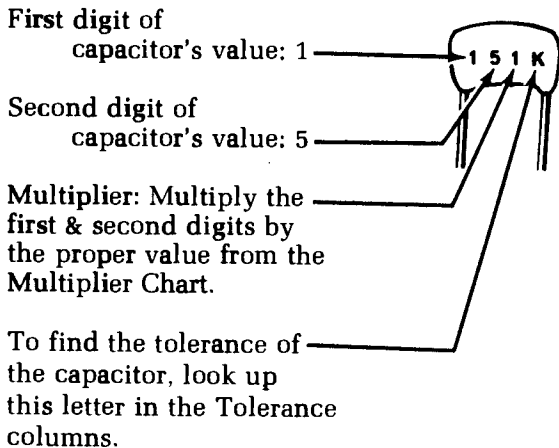 First digit of
capacitor's value: 1
1 5 1 K
Second digit of
capacitor's value: 5
Multiplier: Multiply the
first & second digits by
the proper value from the
Multiplier Chart.
To find the tolerance of
the capacitor, look up
this letter in the Tolerance
columns.